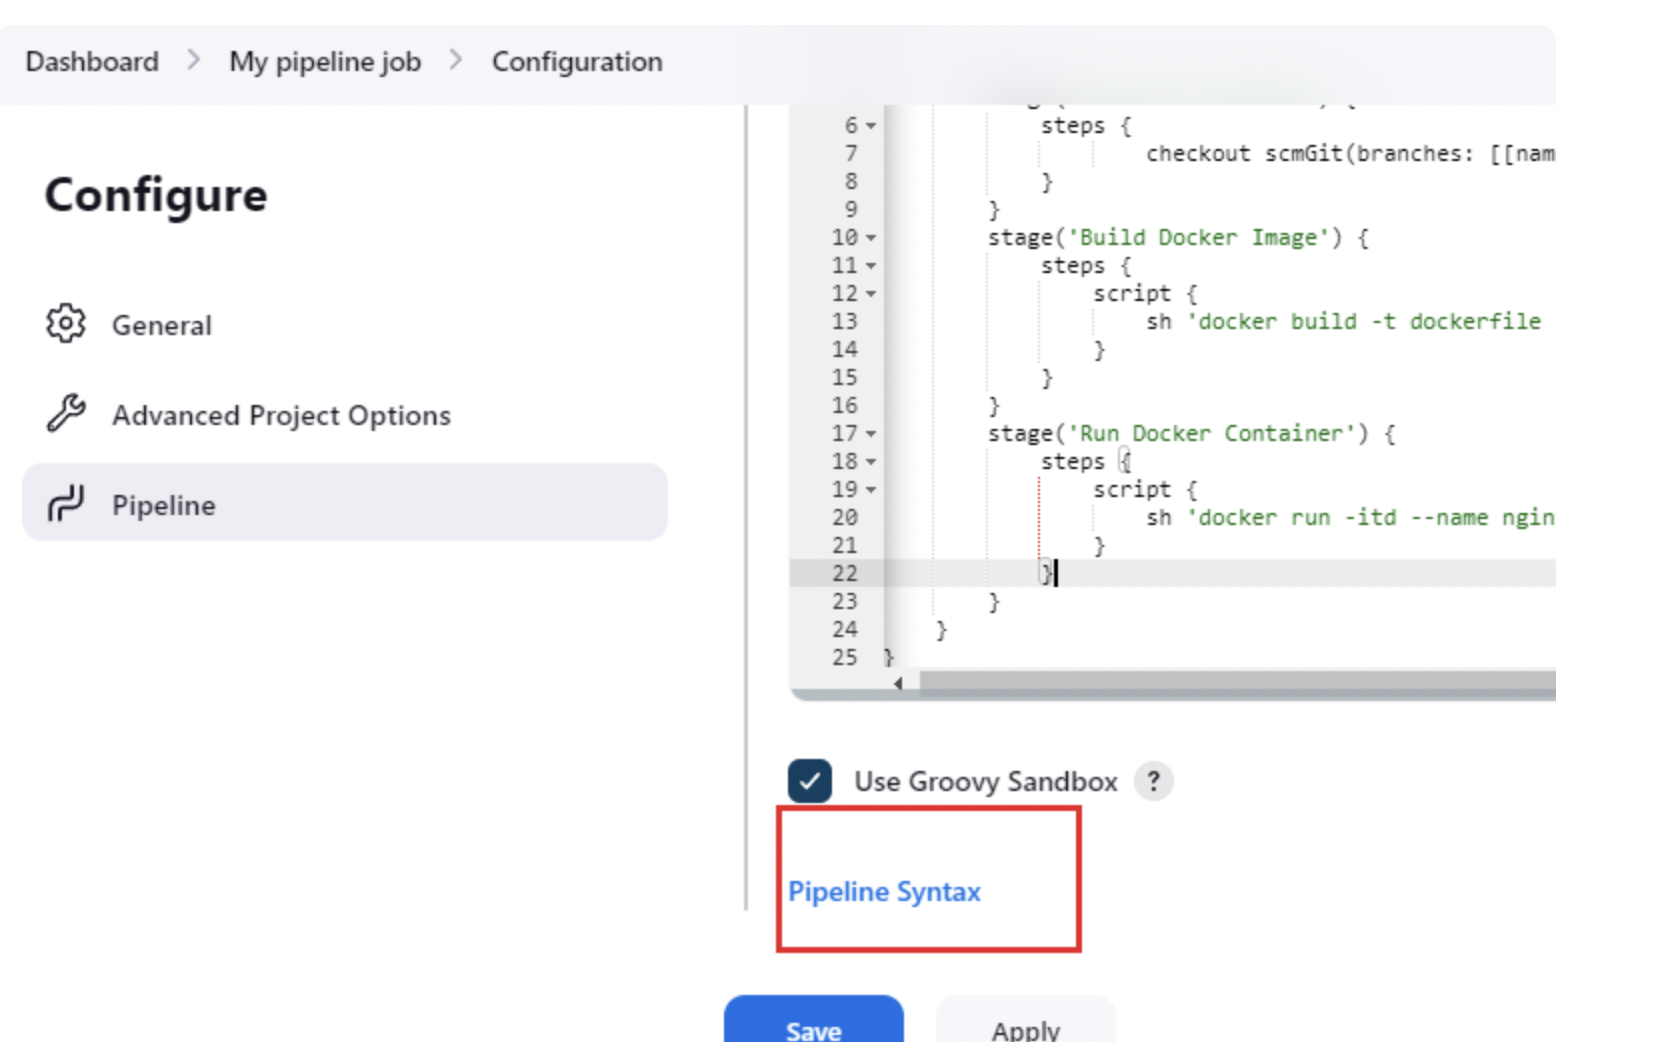 Dashboard > My pipeline job > Configuration
Configure
General
Advanced Project Options
Pipeline
6 steps {
7 checkout scmGit(branches: [[nam
8 }
9 }
10 stage('Build Docker Image') {
11 steps {
12 script {
13 sh 'docker build -t dockerfile
14 }
15 }
16 }
17 stage('Run Docker Container') {
18 steps {
19 script {
20 sh 'docker run -itd --name ngin
21 }
22 }
23 }
24 }
25 }
Use Groovy Sandbox ?
Pipeline Syntax
Save Apply